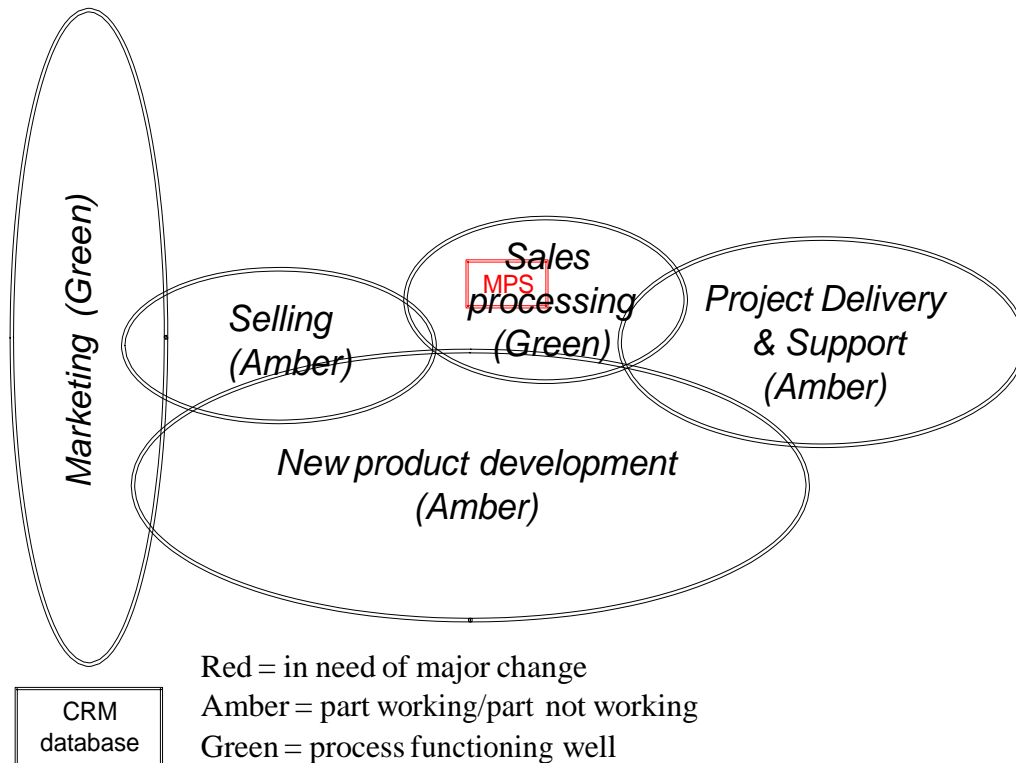 Marketing (Green)
Selling
(Amber)
Sales
MPS
processing
(Green)
Project Delivery
& Support
(Amber)
New product development
(Amber)
Red = in need of major change
Amber = part working/part not working
Green = process functioning well
CRM
database